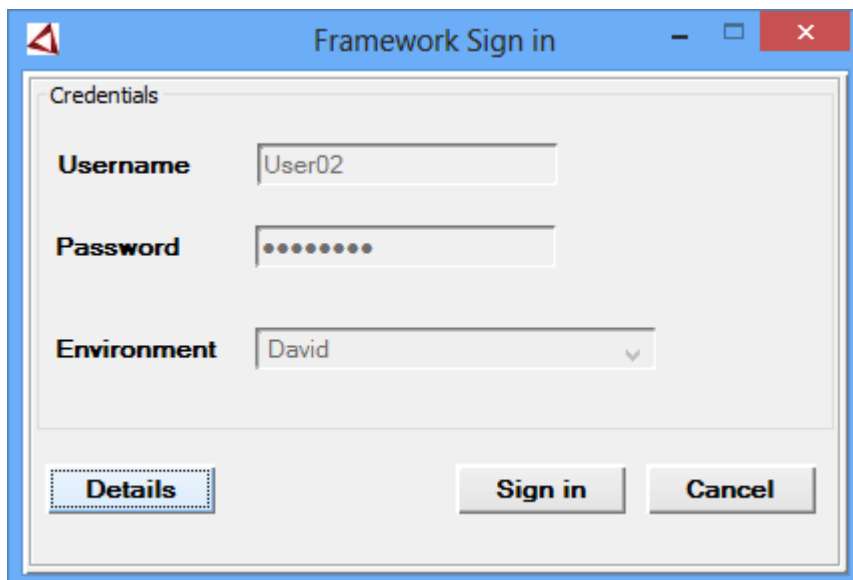 Framework Sign in
Credentials
Username User02
Password ••••••••
Environment David
Details Sign in Cancel